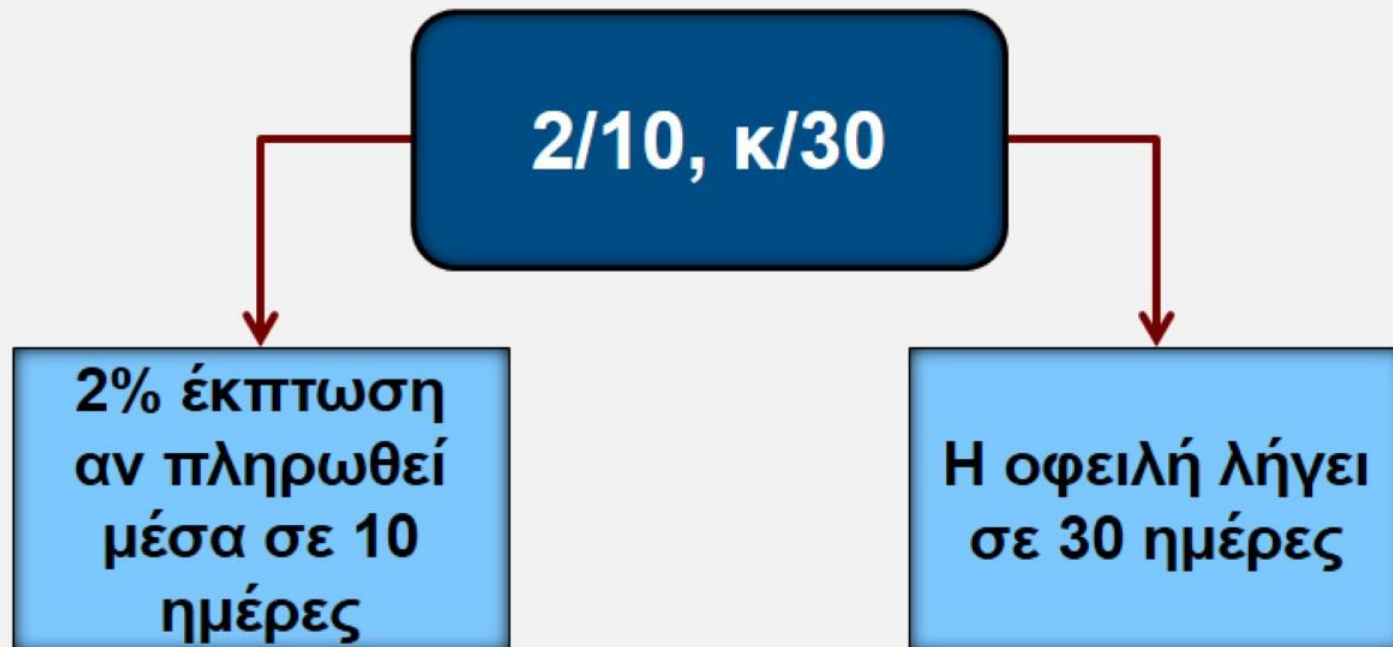 2/10, κ/30
2% έκπτωση
αν πληρωθεί
μέσα σε 10
ημέρες
Η οφειλή λήγει
σε 30 ημέρες